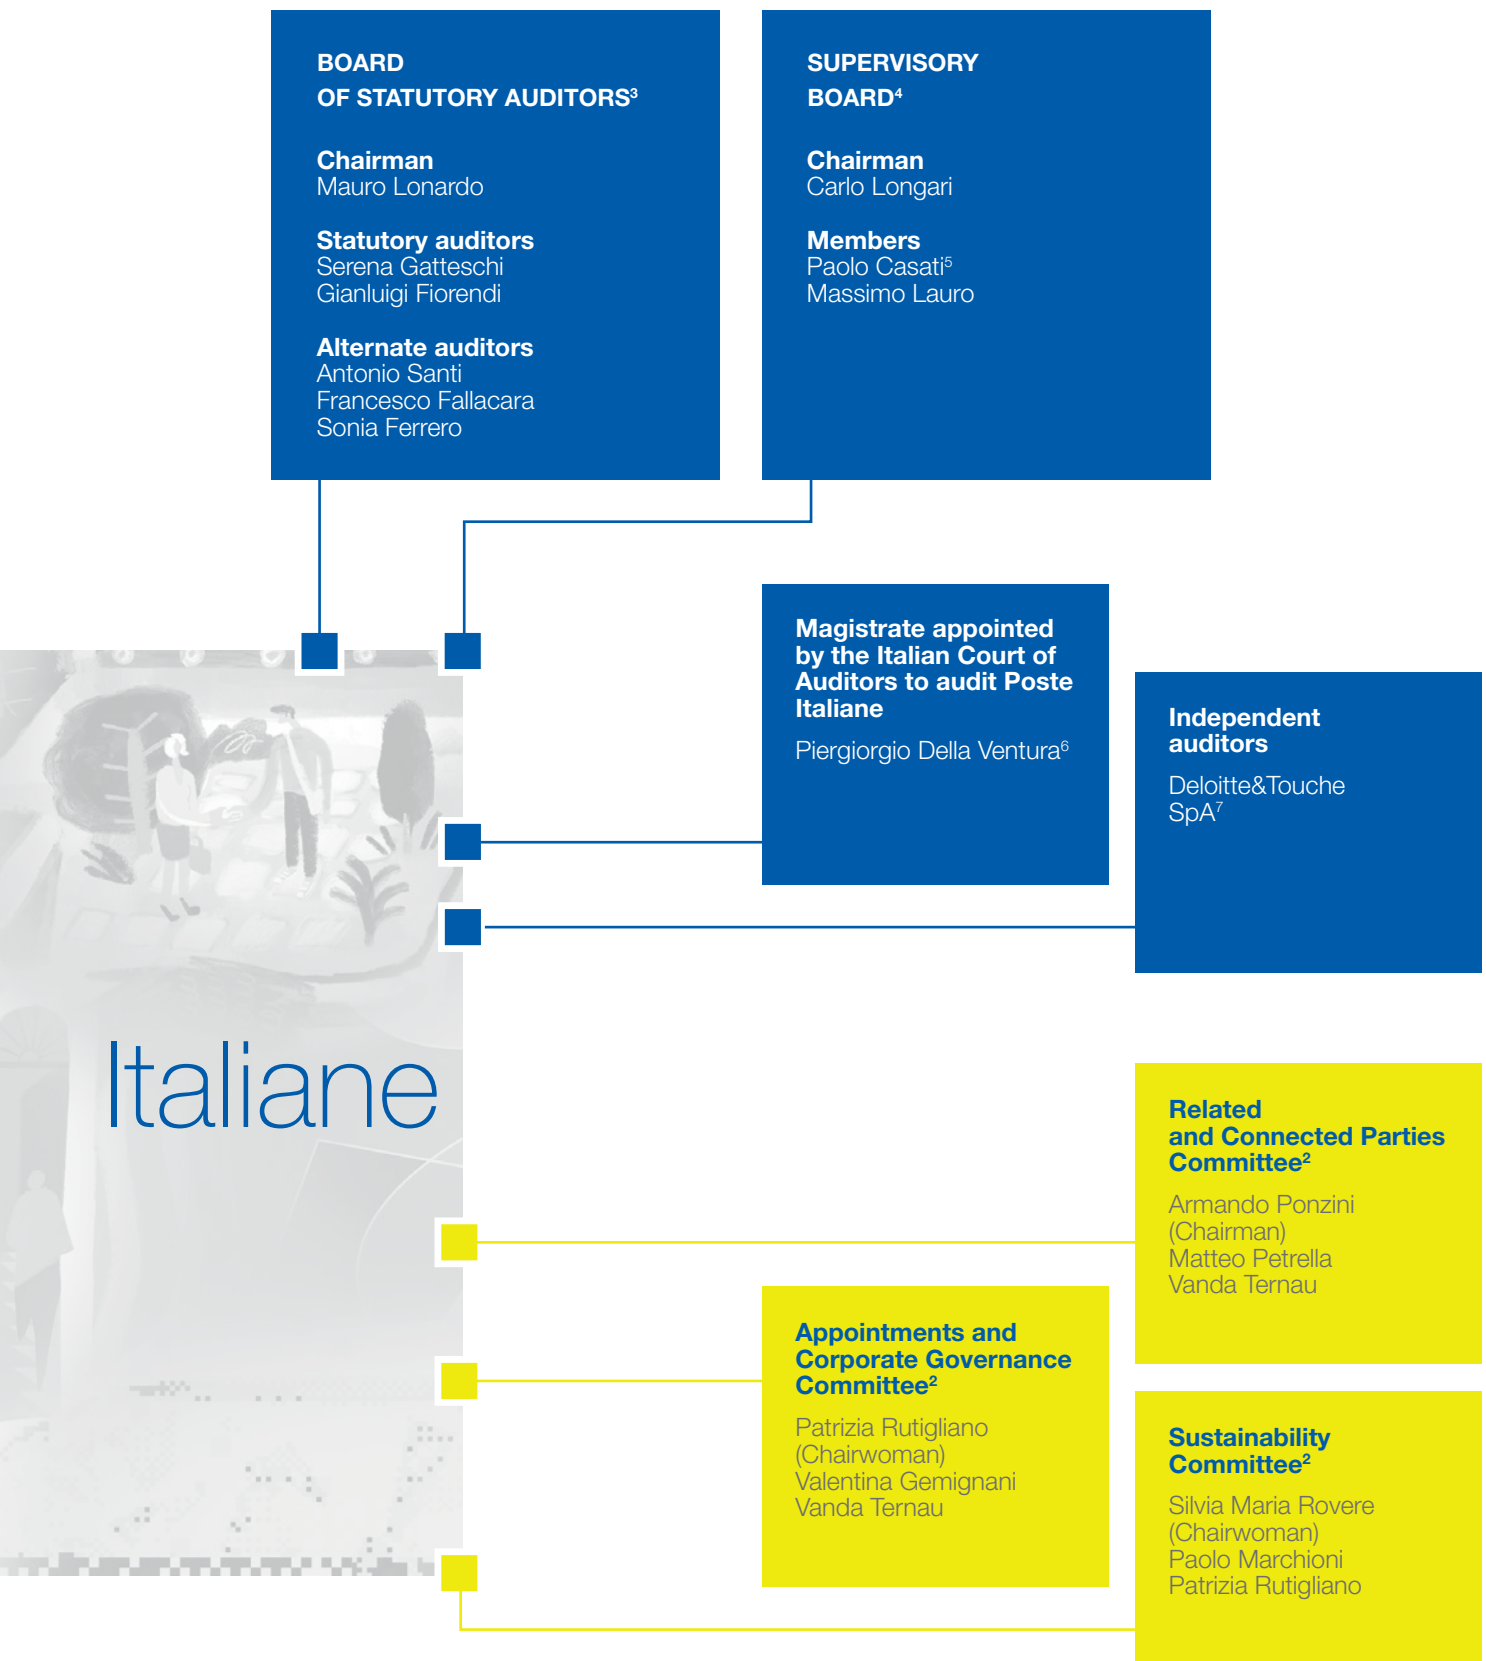 BOARD
OF STATUTORY AUDITORS³
Chairman
Mauro Lonardo
Statutory auditors
Serena Gatteschi
Gianluigi Fiorendi
Alternate auditors
Antonio Santi
Francesco Fallacara
Sonia Ferrero
SUPERVISORY
BOARD⁴
Chairman
Carlo Longari
Members
Paolo Casati⁵
Massimo Lauro
Magistrate appointed
by the Italian Court of
Auditors to audit Poste
Italiane
Piergiorgio Della Ventura⁶
Independent
auditors
Deloitte&Touche
SpA⁷
Italiane
Related
and Connected Parties
Committee²
Armando Ponzini
(Chairman)
Matteo Petrella
Vanda Ternau
Appointments and
Corporate Governance
Committee²
Patrizia Rutigliano
(Chairwoman)
Valentina Gemignani
Vanda Ternau
Sustainability
Committee²
Silvia Maria Rovere
(Chairwoman)
Paolo Marchioni
Patrizia Rutigliano